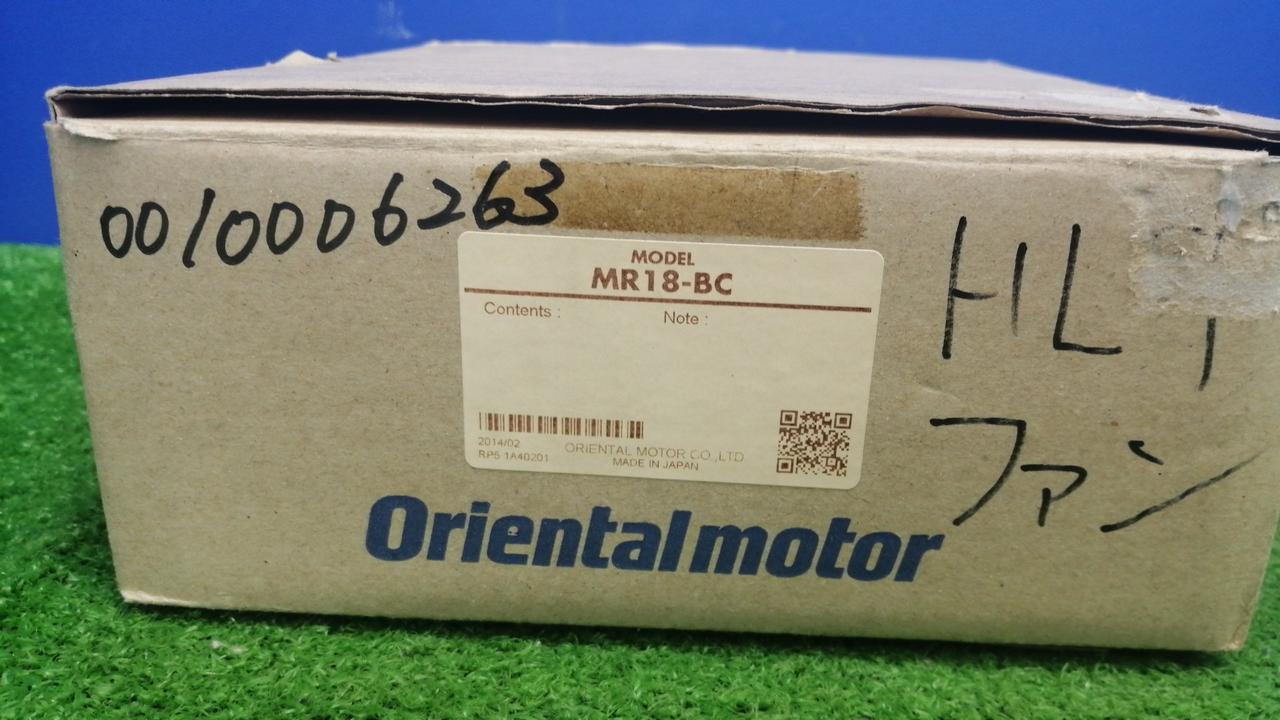 0010006263
MODEL
MR18-BC
Contents :
Note :
2014/02
RP5 1A40201
ORIENTAL MOTOR CO.,LTD
MADE IN JAPAN
Orientalmotor
ファン